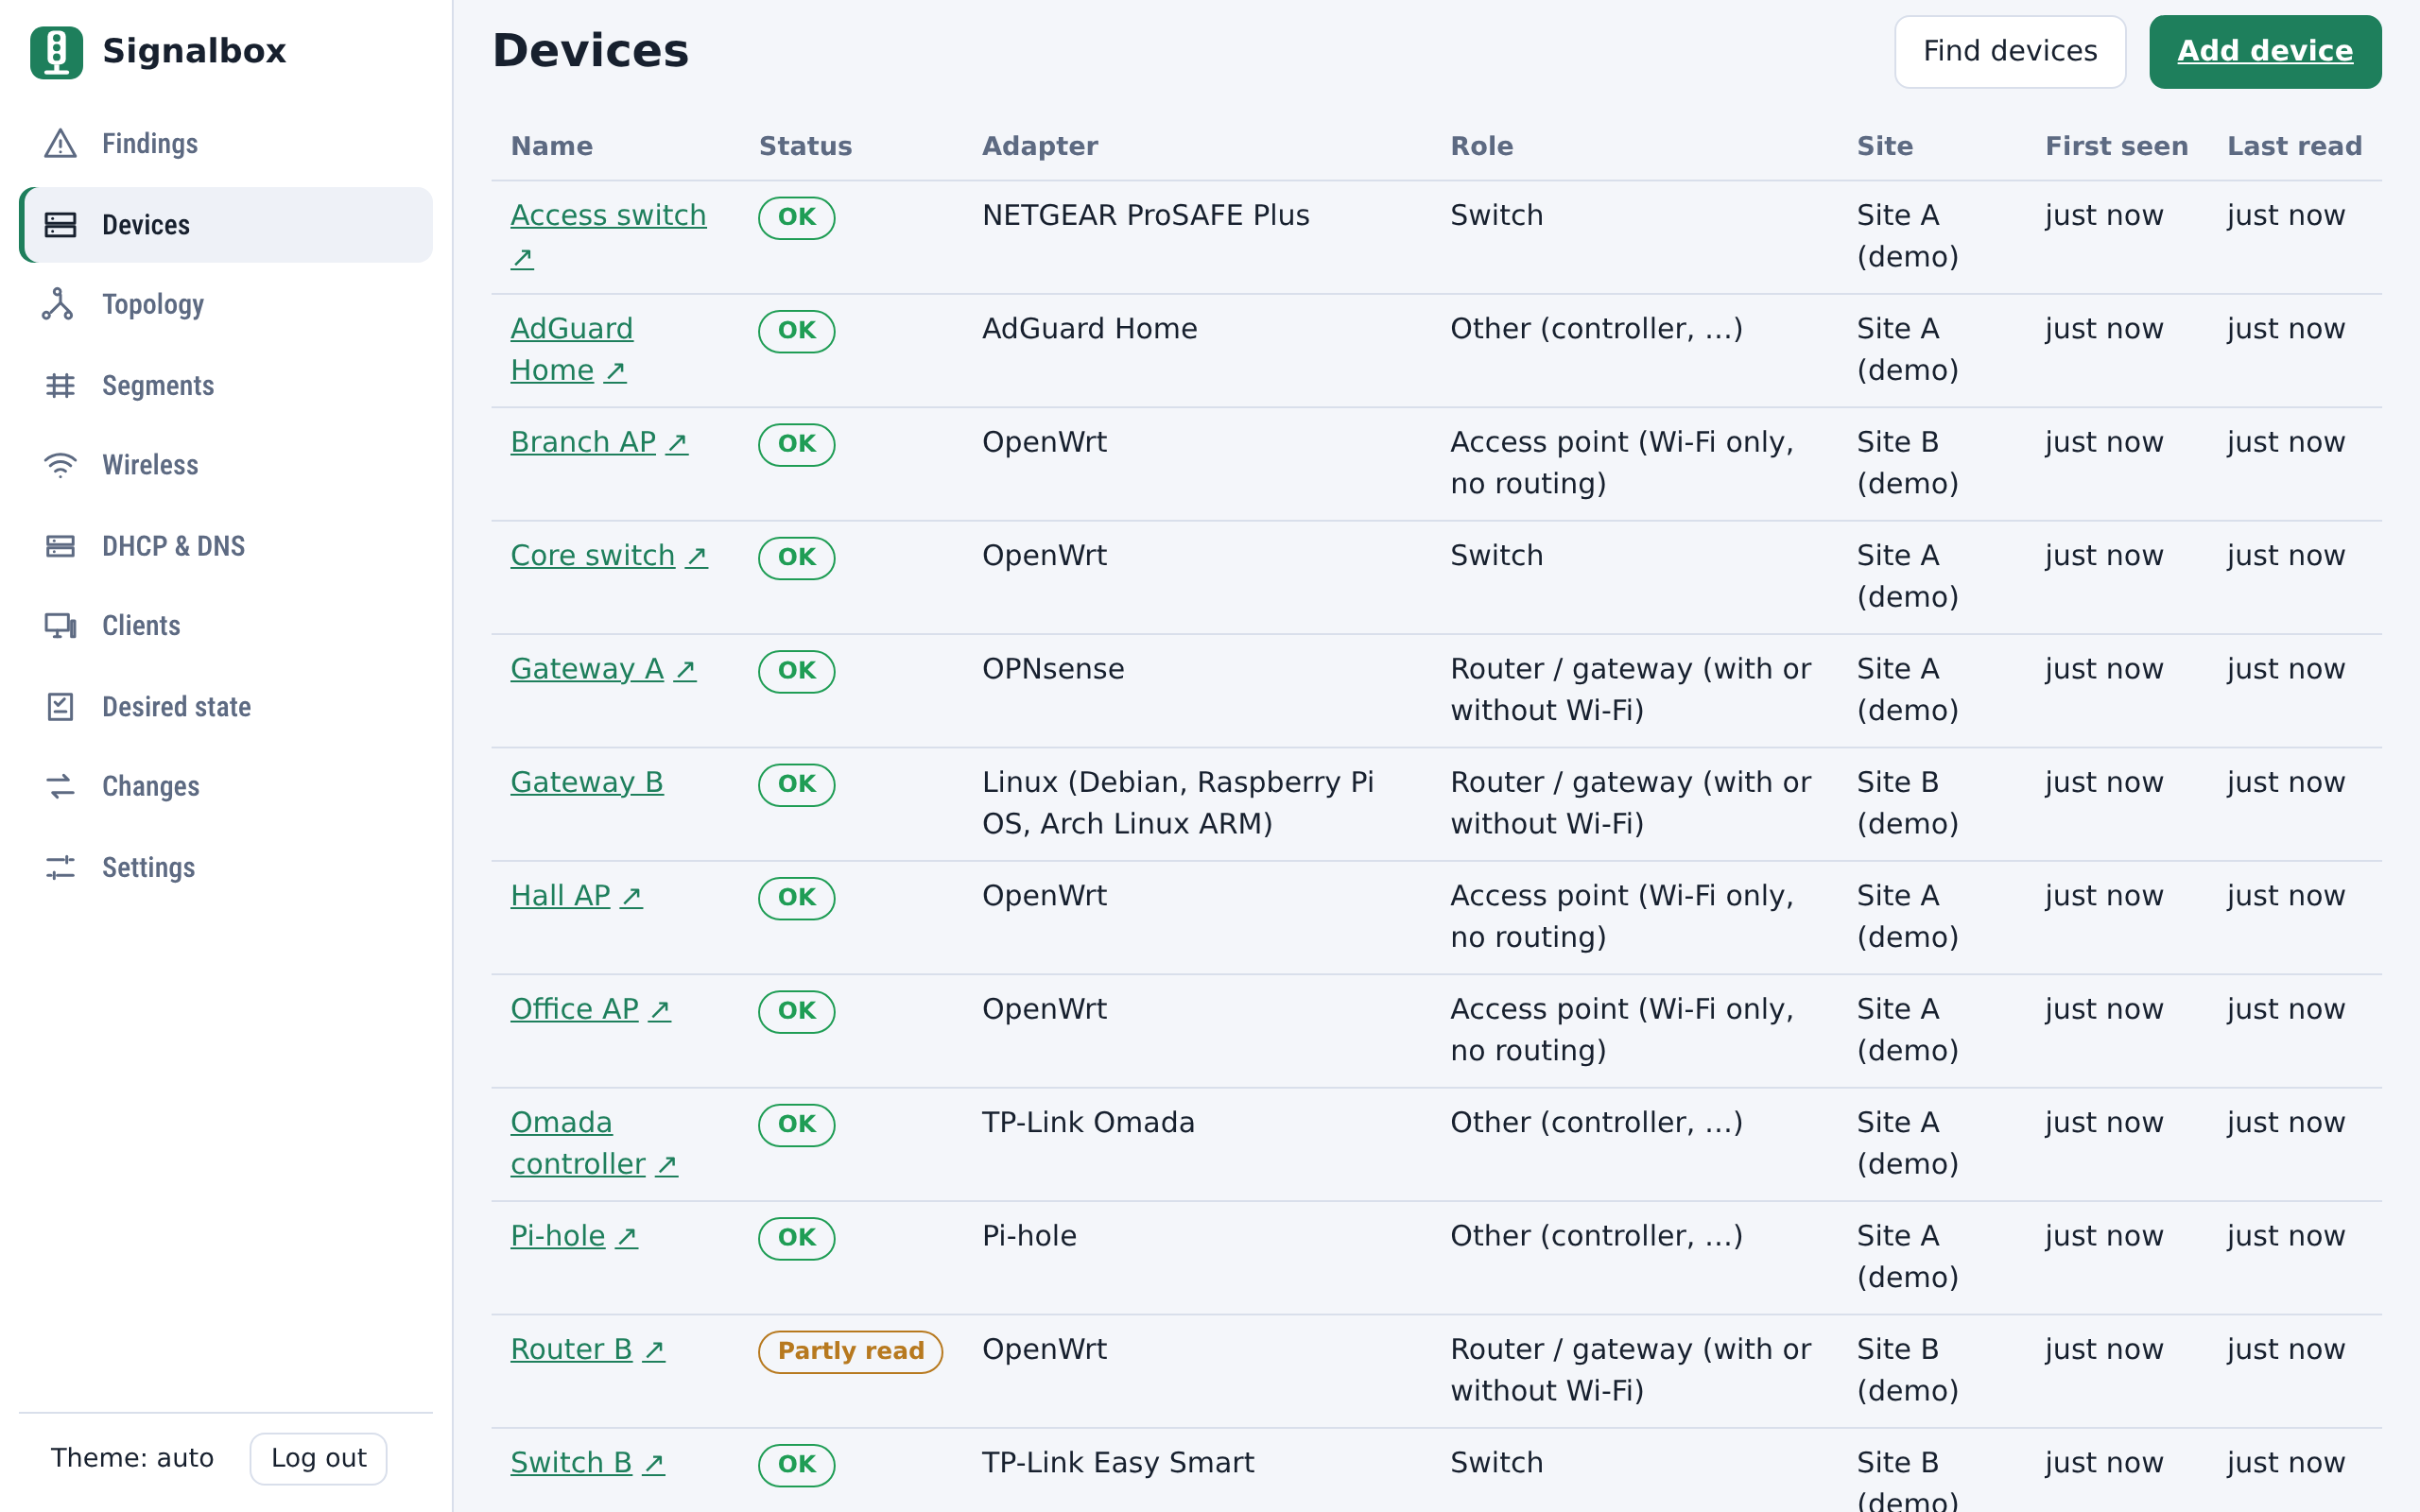 Signalbox
Findings
Devices
Topology
Segments
Wireless
DHCP & DNS
Clients
Desired state
Changes
Settings
Theme: auto
Log out
Devices
Find devices
Add device
Name Status Adapter Role Site First seen Last read
Access switch OK NETGEAR ProSAFE Plus Switch Site A just now just now
↗ (demo)
AdGuard OK AdGuard Home Other (controller, ...) Site A just now just now
Home ↗ (demo)
Branch AP ↗ OK OpenWrt Access point (Wi-Fi only, Site B just now just now
no routing) (demo)
Core switch ↗ OK OpenWrt Switch Site A just now just now
(demo)
Gateway A ↗ OK OPNsense Router / gateway (with or Site A just now just now
without Wi-Fi) (demo)
Gateway B OK Linux (Debian, Raspberry Pi Router / gateway (with or Site B just now just now
OS, Arch Linux ARM) without Wi-Fi) (demo)
Hall AP ↗ OK OpenWrt Access point (Wi-Fi only, Site A just now just now
no routing) (demo)
Office AP ↗ OK OpenWrt Access point (Wi-Fi only, Site A just now just now
no routing) (demo)
Omada OK TP-Link Omada Other (controller, ...) Site A just now just now
controller ↗ (demo)
Pi-hole ↗ OK Pi-hole Other (controller, ...) Site A just now just now
(demo)
Router B ↗ Partly read OpenWrt Router / gateway (with or Site B just now just now
without Wi-Fi) (demo)
Switch B ↗ OK TP-Link Easy Smart Switch Site B just now just now
(demo)